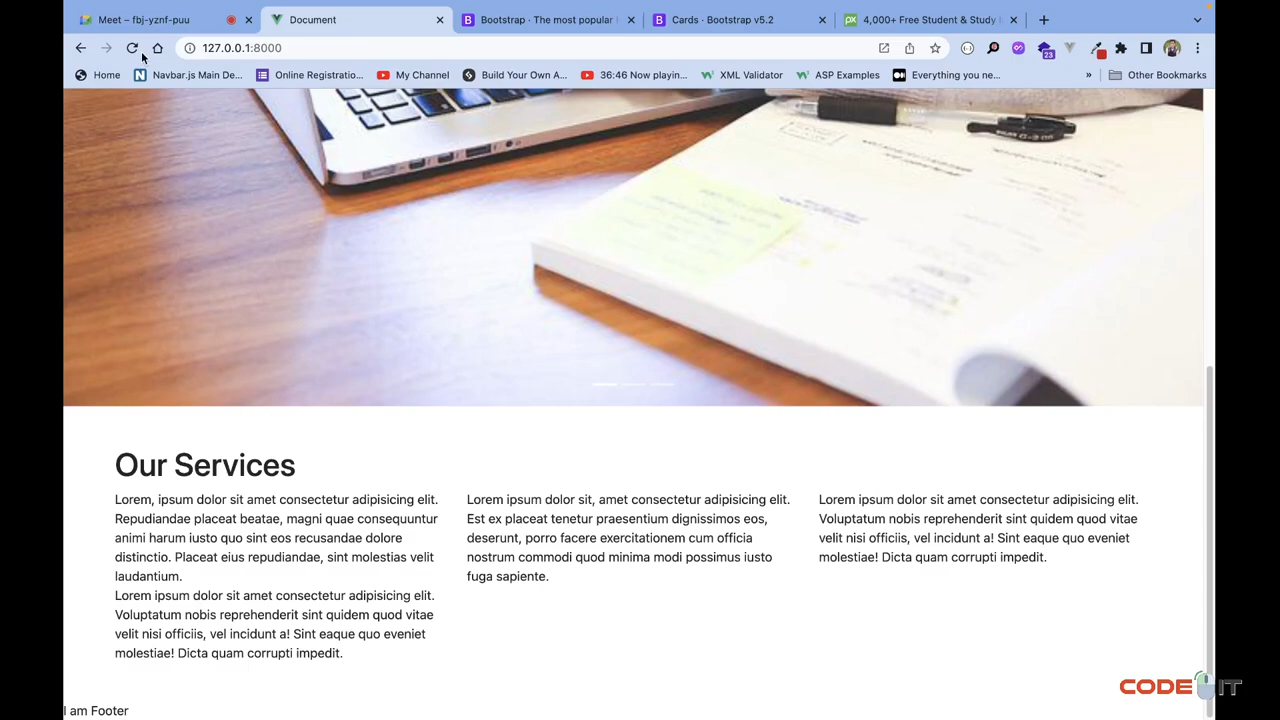 Meet – fbj-yznf-puu
Document
Bootstrap · The most popular
Cards · Bootstrap v5.2
4,000+ Free Student & Study
127.0.0.1:8000
23
Home
Navbar.js Main De...
Online Registratio...
My Channel
Build Your Own A...
36:46 Now playin...
XML Validator
ASP Examples
Everything you ne...
»
Other Bookmarks
Our Services
Lorem, ipsum dolor sit amet consectetur adipisicing elit.
Repudiandae placeat beatae, magni quae consequuntur
animi harum iusto quo sint eos recusandae dolore
distinctio. Placeat eius repudiandae, sint molestias velit
laudantium.
Lorem ipsum dolor sit amet consectetur adipisicing elit.
Voluptatum nobis reprehenderit sint quidem quod vitae
velit nisi officiis, vel incidunt a! Sint eaque quo eveniet
molestiae! Dicta quam corrupti impedit.
Lorem ipsum dolor sit, amet consectetur adipisicing elit.
Est ex placeat tenetur praesentium dignissimos eos,
deserunt, porro facere exercitationem cum officia
nostrum commodi quod minima modi possimus iusto
fuga sapiente.
Lorem ipsum dolor sit amet consectetur adipisicing elit.
Voluptatum nobis reprehenderit sint quidem quod vitae
velit nisi officiis, vel incidunt a! Sint eaque quo eveniet
molestiae! Dicta quam corrupti impedit.
I am Footer
CODE IT